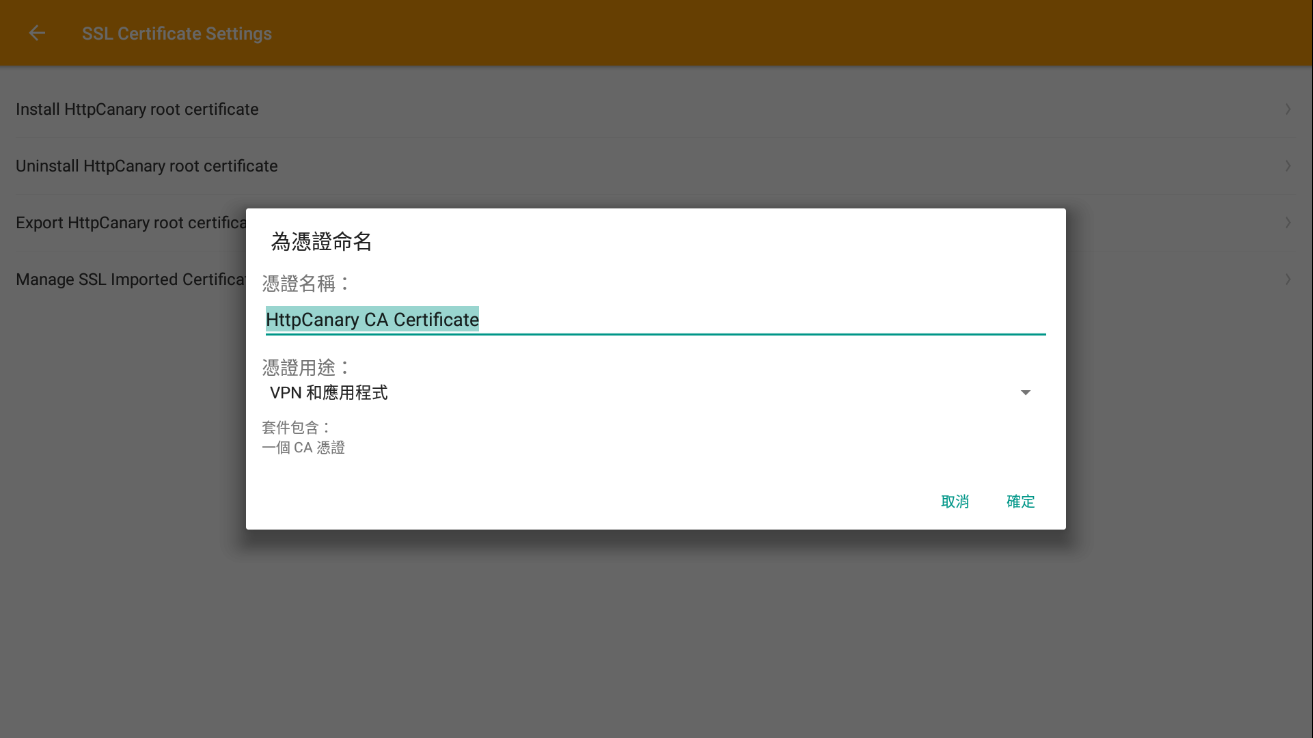 SSL Certificate Settings
Install HttpCanary root certificate
Uninstall HttpCanary root certificate
Export HttpCanary root certifica
Manage SSL Imported Certifica
為憑證命名
憑證名稱：
HttpCanary CA Certificate
憑證用途：
VPN 和應用程式
套件包含：
一個 CA 憑證
取消
確定